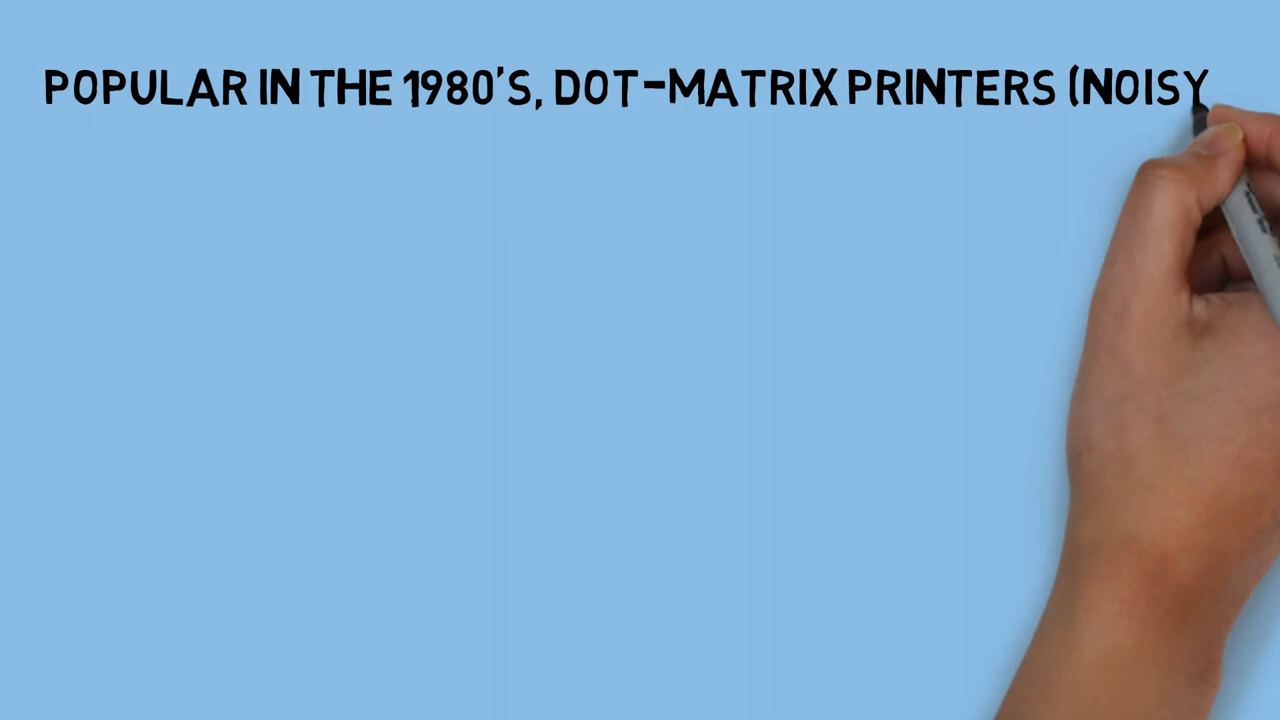 POPULAR IN THE 1980'S, DOT-MATRIX PRINTERS (NOISY